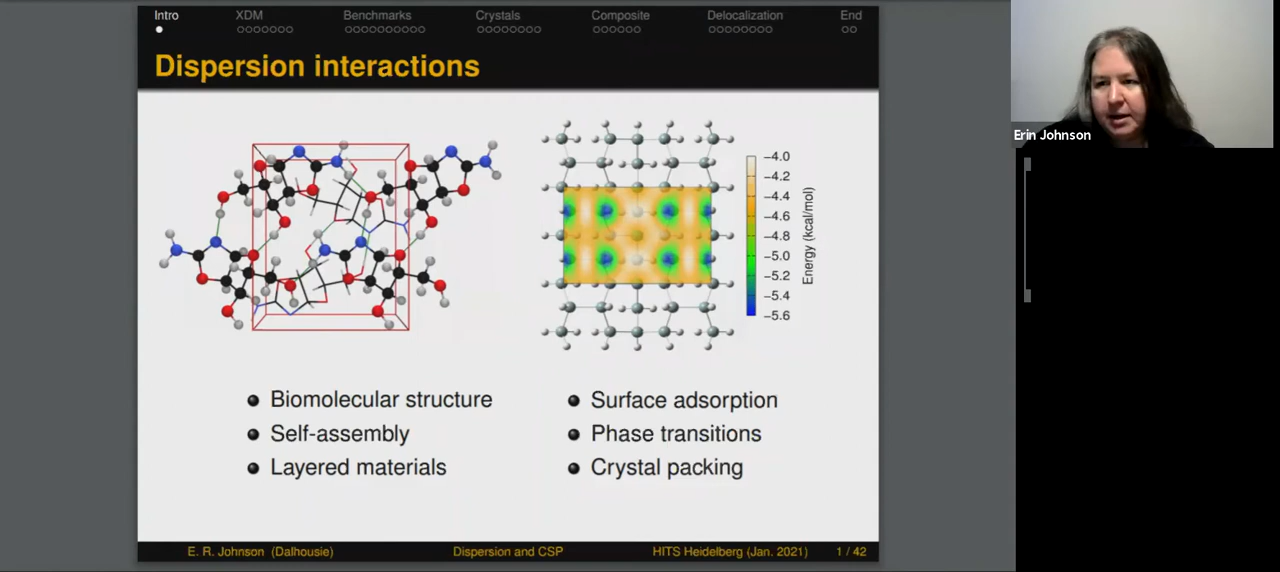 Intro XDM Benchmarks Crystals Composite Delocalization End
Dispersion interactions
Erin Johnson
−4.0
−4.2
−4.4
−4.6
−4.8
−5.0
−5.2
−5.4
−5.6
Energy (kcal/mol)
Biomolecular structure
Self-assembly
Layered materials
Surface adsorption
Phase transitions
Crystal packing
E. R. Johnson (Dalhousie) Dispersion and CSP HITS Heidelberg (Jan. 2021) 1 / 42